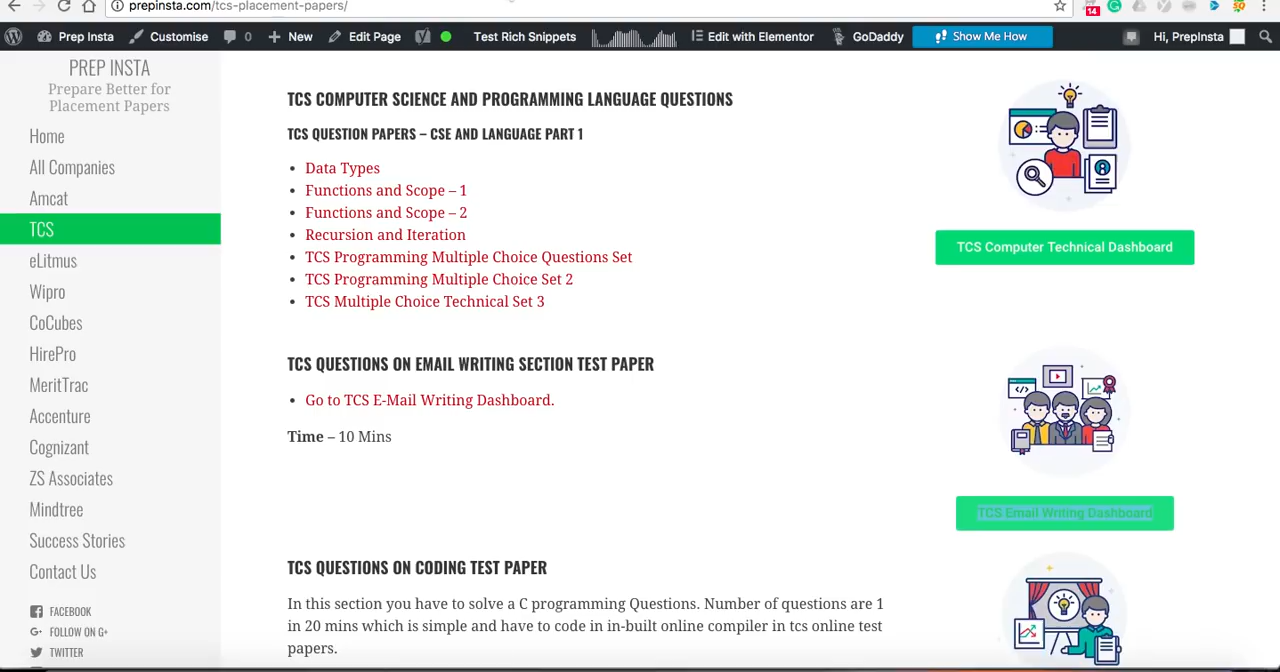 prepinsta.com/tcs-placement-papers/
14
Prep Insta Customise 0 New Edit Page Test Rich Snippets Edit with Elementor GoDaddy Show Me How Hi, PrepInsta
PREP INSTA
Prepare Better for
Placement Papers
Home
All Companies
Amcat
TCS
eLitmus
Wipro
CoCubes
HirePro
MeritTrac
Accenture
Cognizant
ZS Associates
Mindtree
Success Stories
Contact Us
FACEBOOK
FOLLOW ON G+
TWITTER
TCS COMPUTER SCIENCE AND PROGRAMMING LANGUAGE QUESTIONS
TCS QUESTION PAPERS – CSE AND LANGUAGE PART 1
• Data Types
• Functions and Scope – 1
• Functions and Scope – 2
• Recursion and Iteration
• TCS Programming Multiple Choice Questions Set
• TCS Programming Multiple Choice Set 2
• TCS Multiple Choice Technical Set 3
TCS Computer Technical Dashboard
TCS QUESTIONS ON EMAIL WRITING SECTION TEST PAPER
• Go to TCS E-Mail Writing Dashboard.
Time – 10 Mins
</>
TCS Email Writing Dashboard
TCS QUESTIONS ON CODING TEST PAPER
In this section you have to solve a C programming Questions. Number of questions are 1
in 20 mins which is simple and have to code in in-built online compiler in tcs online test
papers.